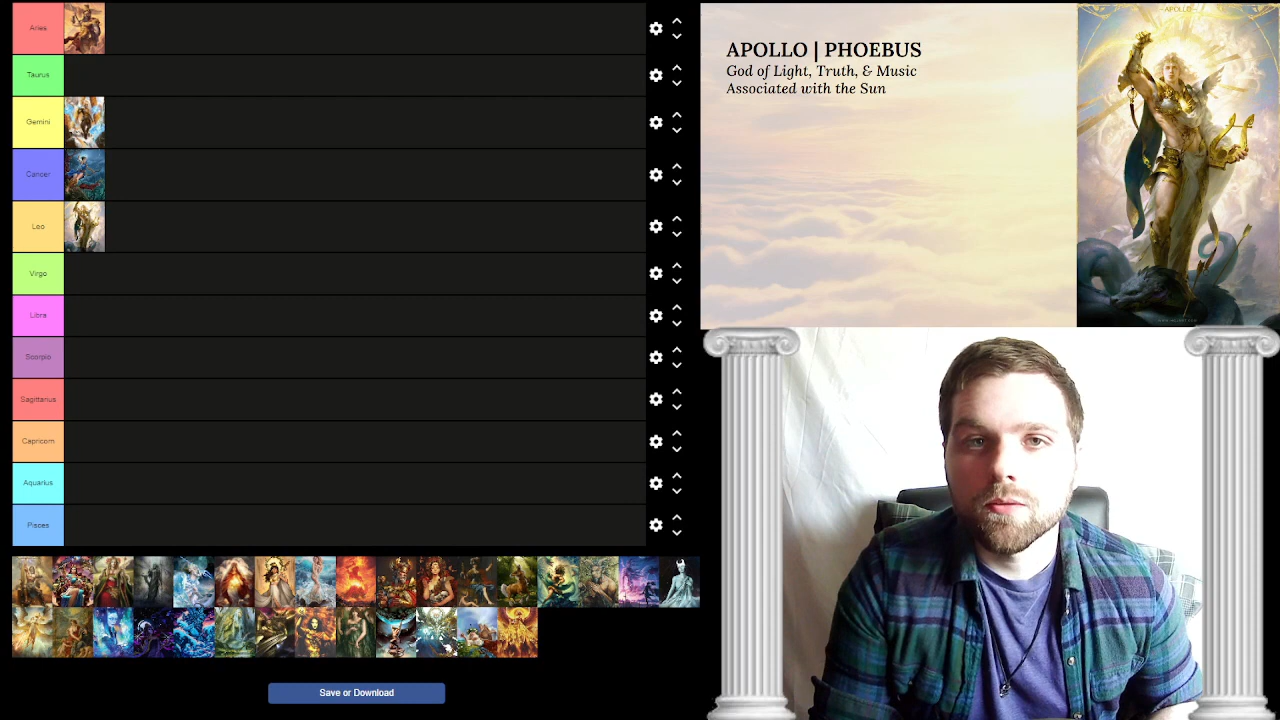 Aries
Taurus
Gemini
Cancer
Leo
Virgo
Libra
Scorpio
Sagittarius
Capricorn
Aquarius
Pisces
Save or Download
APOLLO | PHOEBUS
God of Light, Truth, & Music
Associated with the Sun
APOLLO